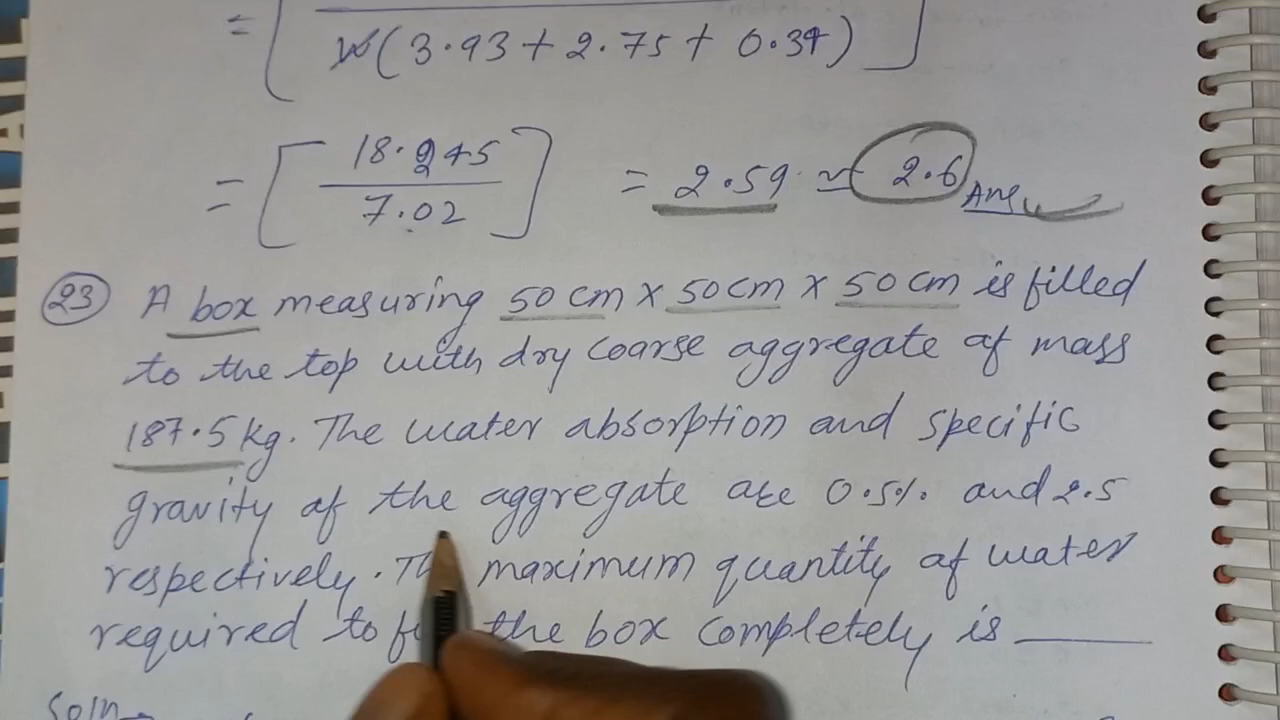 = [ w(3.93 + 2.75 + 0.34) ]
= [ 18.245 / 7.02 ] = 2.59 ≃ 2.6 Ans
23 A box measuring 50 cm x 50 cm x 50 cm is filled
to the top with dry coarse aggregate of mass
187.5 kg. The water absorption and specific
gravity of the aggregate are 0.5% and 2.5
respectively. maximum quantity of water
required to the box completely is
Soln